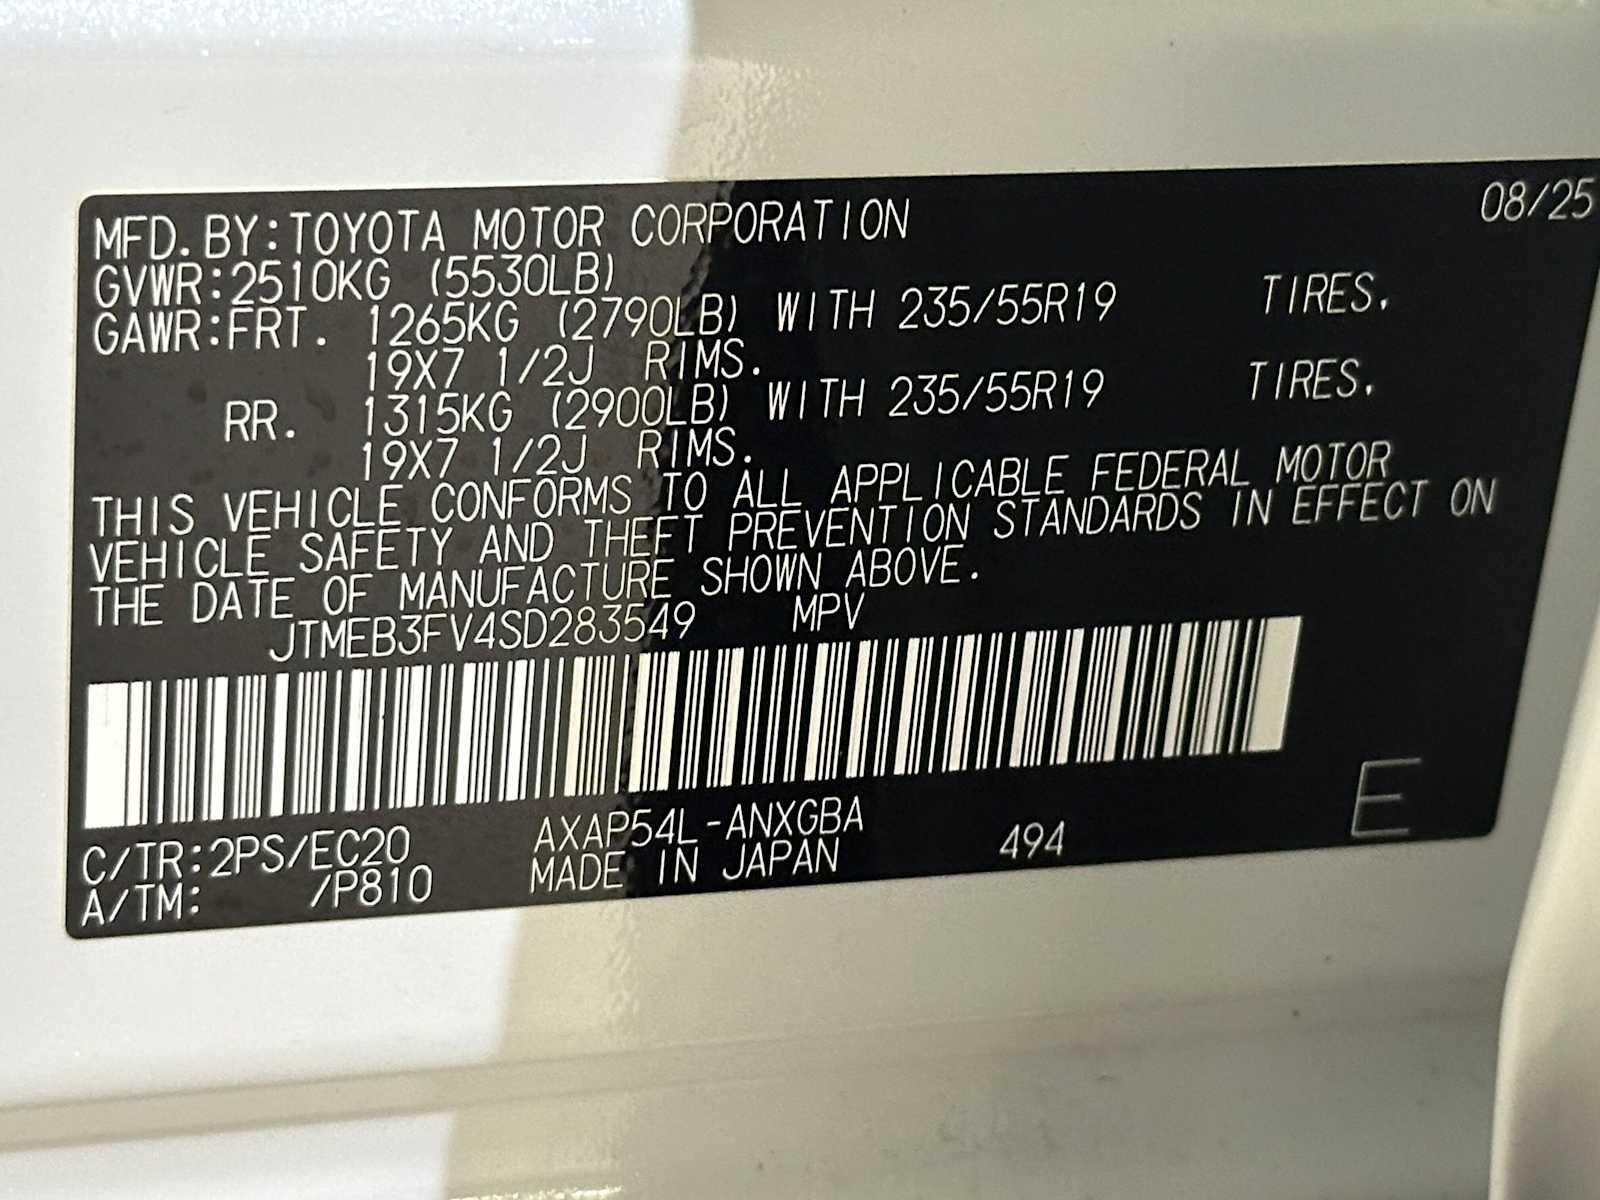 08/25
MFD. BY: TOYOTA MOTOR CORPORATION
GVWR: 2510KG (5530LB)
GAWR: FRT. 1265KG (2790LB) WITH 235/55R19 TIRES.
19X7 1/2J RIMS.
RR. 1315KG (2900LB) WITH 235/55R19 TIRES.
19X7 1/2J RIMS.
THIS VEHICLE CONFORMS TO ALL APPLICABLE FEDERAL MOTOR
VEHICLE SAFETY AND THEFT PREVENTION STANDARDS IN EFFECT ON
THE DATE OF MANUFACTURE SHOWN ABOVE.
JTMEB3FV4SD283549 MPV
C/TR: 2PS/EC20 AXAP54L-ANXGBA
A/TM: /P810 MADE IN JAPAN 494 E